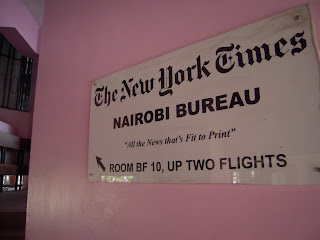 The New York Times
NAIROBI BUREAU
"All the News that's Fit to Print"
ROOM BF 10, UP TWO FLIGHTS